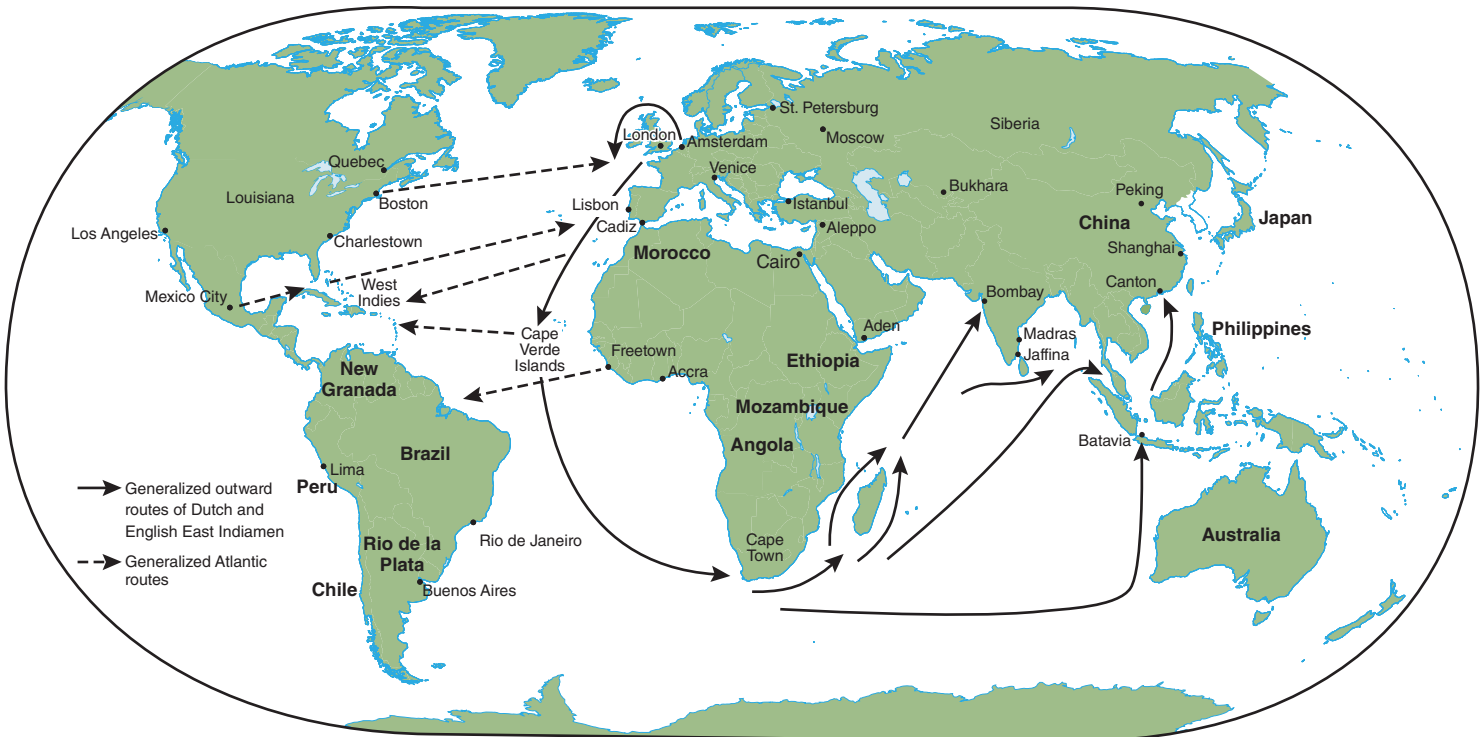 St. Petersburg
Moscow
Siberia
London
Amsterdam
Quebec
Venice
Louisiana
Boston
Bukhara
Peking
Lisbon
Istanbul
Cadiz
Aleppo
China
Japan
Los Angeles
Charlestown
Morocco
Cairo
Shanghai
West
Indies
Mexico City
Canton
Bombay
Aden
Philippines
Cape
Verde
Islands
Madras
Jaffina
Freetown
Accra
Ethiopia
New
Granada
Mozambique
Angola
Batavia
Brazil
Lima
Peru
Generalized outward
routes of Dutch and
English East Indiamen
Generalized Atlantic
routes
Rio de Janeiro
Rio de la
Plata
Chile
Buenos Aires
Cape
Town
Australia